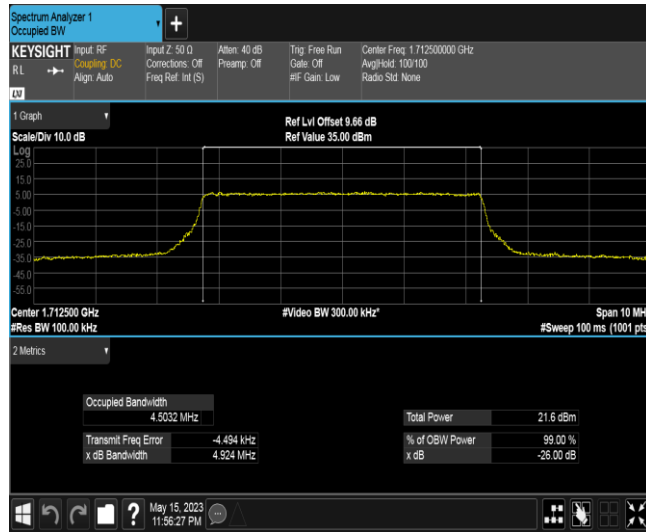 Spectrum Analyzer 1
Occupied BW
KEYSIGHT
Input: RF
Coupling: DC
Align: Auto
Input Z: 50 Ω
Corrections: Off
Freq Ref: Int (S)
Atten: 40 dB
Preamp: Off
Trig: Free Run
Gate: Off
#IF Gain: Low
Center Freq: 1.712500000 GHz
Avg|Hold: 100/100
Radio Std: None
R L
LXI
1 Graph
Scale/Div 10.0 dB
Ref Lvl Offset 9.66 dB
Ref Value 35.00 dBm
Log
25.0
15.0
5.00
-5.00
-15.0
-25.0
-35.0
-45.0
-55.0
Center 1.712500 GHz
#Video BW 300.00 kHz*
Span 10 MH
#Res BW 100.00 kHz
#Sweep 100 ms (1001 pts
2 Metrics
Occupied Bandwidth
4.5032 MHz
Total Power 21.6 dBm
Transmit Freq Error -4.494 kHz
% of OBW Power 99.00 %
x dB Bandwidth 4.924 MHz
x dB -26.00 dB
?
May 15, 2023
11:56:27 PM